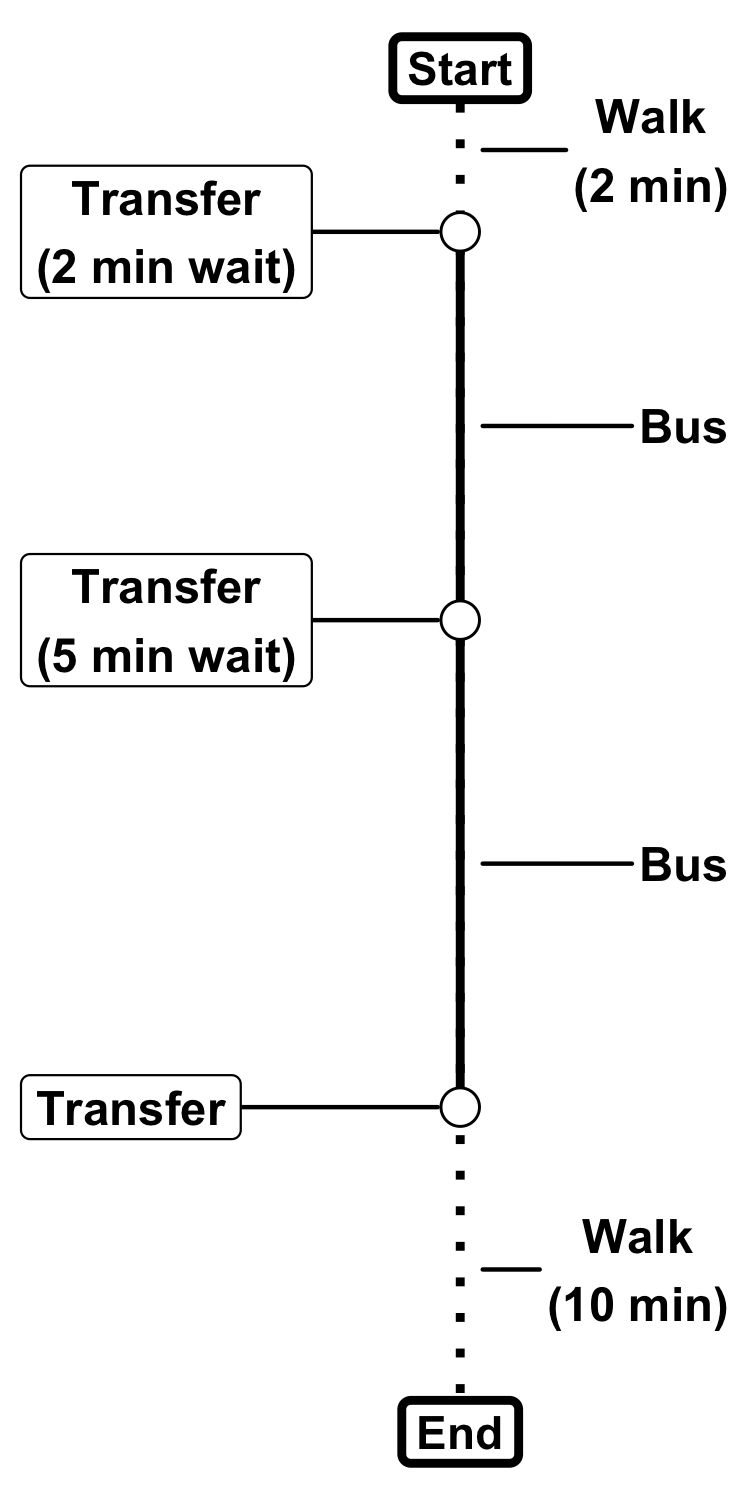 Start
Walk
(2 min)
Transfer
(2 min wait)
Bus
Transfer
(5 min wait)
Bus
Transfer
Walk
(10 min)
End